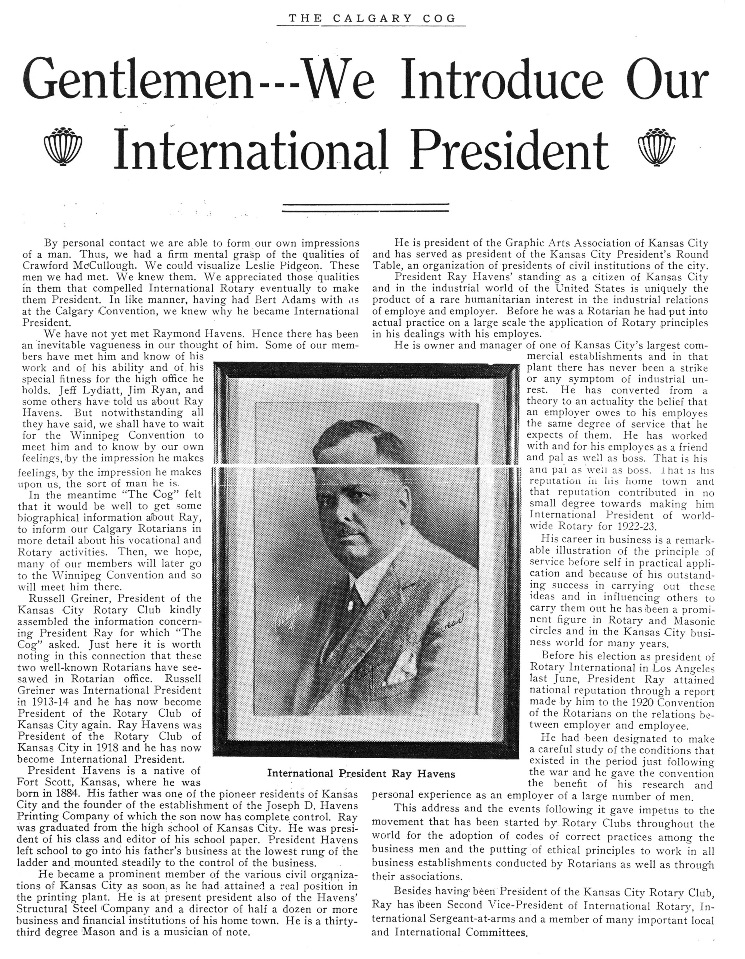 THE CALGARY COG
Gentlemen---We Introduce Our
International President
By personal contact we are able to form our own impressions
of a man. Thus, we had a firm mental grasp of the qualities of
Crawford McCullough. We could visualize Leslie Pidgeon. These
men we had met. We knew them. We appreciated those qualities
in them that compelled International Rotary eventually to make
them President. In like manner, having had Bert Adams with us
at the Calgary Convention, we knew why he became International
President.
We have not yet met Raymond Havens. Hence there has been
an inevitable vagueness in our thought of him. Some of our mem-
bers have met him and know of his
work and of his ability and of his
special fitness for the high office he
holds. Jeff Lydiatt, Jim Ryan, and
some others have told us about Ray
Havens. But notwithstanding all
they have said, we shall have to wait
for the Winnipeg Convention to
meet him and to know by our own
feelings, by the impression he makes
feelings, by the impression he makes
upon us, the sort of man he is.
In the meantime "The Cog" felt
that it would be well to get some
biographical information about Ray,
to inform our Calgary Rotarians in
more detail about his vocational and
Rotary activities. Then, we hope,
many of our members will later go
to the Winnipeg Convention and so
will meet him there.
Russell Greiner, President of the
Kansas City Rotary Club kindly
assembled the information concern-
ing President Ray for which "The
Cog" asked. Just here it is worth
noting in this connection that these
two well-known Rotarians have see-
sawed in Rotarian office. Russell
Greiner was International President
in 1913-14 and he has now become
President of the Rotary Club of
Kansas City again. Ray Havens was
President of the Rotary Club of
Kansas City in 1918 and he has now
become International President.
President Havens is a native of
Fort Scott, Kansas, where he was
born in 1884. His father was one of the pioneer residents of Kansas
City and the founder of the establishment of the Joseph D. Havens
Printing Company of which the son now has complete control. Ray
was graduated from the high school of Kansas City. He was presi-
dent of his class and editor of his school paper. President Havens
left school to go into his father's business at the lowest rung of the
ladder and mounted steadily to the control of the business.
He became a prominent member of the various civil organiza-
tions of Kansas City as soon as he had attained a real position in
the printing plant. He is at present president also of the Havens'
Structural Steel Company and a director of half a dozen or more
business and financial institutions of his home town. He is a thirty-
third degree Mason and is a musician of note.
International President Ray Havens
He is president of the Graphic Arts Association of Kansas City
and has served as president of the Kansas City President's Round
Table, an organization of presidents of civil institutions of the city.
President Ray Havens' standing as a citizen of Kansas City
and in the industrial world of the United States is uniquely the
product of a rare humanitarian interest in the industrial relations
of employe and employer. Before he was a Rotarian he had put into
actual practice on a large scale the application of Rotary principles
in his dealings with his employes.
He is owner and manager of one of Kansas City's largest com-
mercial establishments and in that
plant there has never been a strike
or any symptom of industrial un-
rest. He has converted from a
theory to an actuality the belief that
an employer owes to his employes
the same degree of service that he
expects of them. He has worked
with and for his employes as a friend
and pal as well as boss. That is his
and pal as well as boss. That is his
reputation in his home town and
that reputation contributed in no
small degree towards making him
International President of world-
wide Rotary for 1922-23.
His career in business is a remark-
able illustration of the principle of
service before self in practical appli-
cation and because of his outstand-
ing success in carrying out these
ideas and in influencing others to
carry them out he has been a promi-
nent figure in Rotary and Masonic
circles and in the Kansas City busi-
ness world for many years.
Before his election as president of
Rotary International in Los Angeles
last June, President Ray attained
national reputation through a report
made by him to the 1920 Convention
of the Rotarians on the relations be-
tween employer and employee.
He had been designated to make
a careful study of the conditions that
existed in the period just following
the war and he gave the convention
the benefit of his research and
personal experience as an employer of a large number of men.
This address and the events following it gave impetus to the
movement that has been started by Rotary Clubs throughout the
world for the adoption of codes of correct practices among the
business men and the putting of ethical principles to work in all
business establishments conducted by Rotarians as well as through
their associations.
Besides having been President of the Kansas City Rotary Club,
Ray has been Second Vice-President of International Rotary, In-
ternational Sergeant-at-arms and a member of many important local
and International Committees.